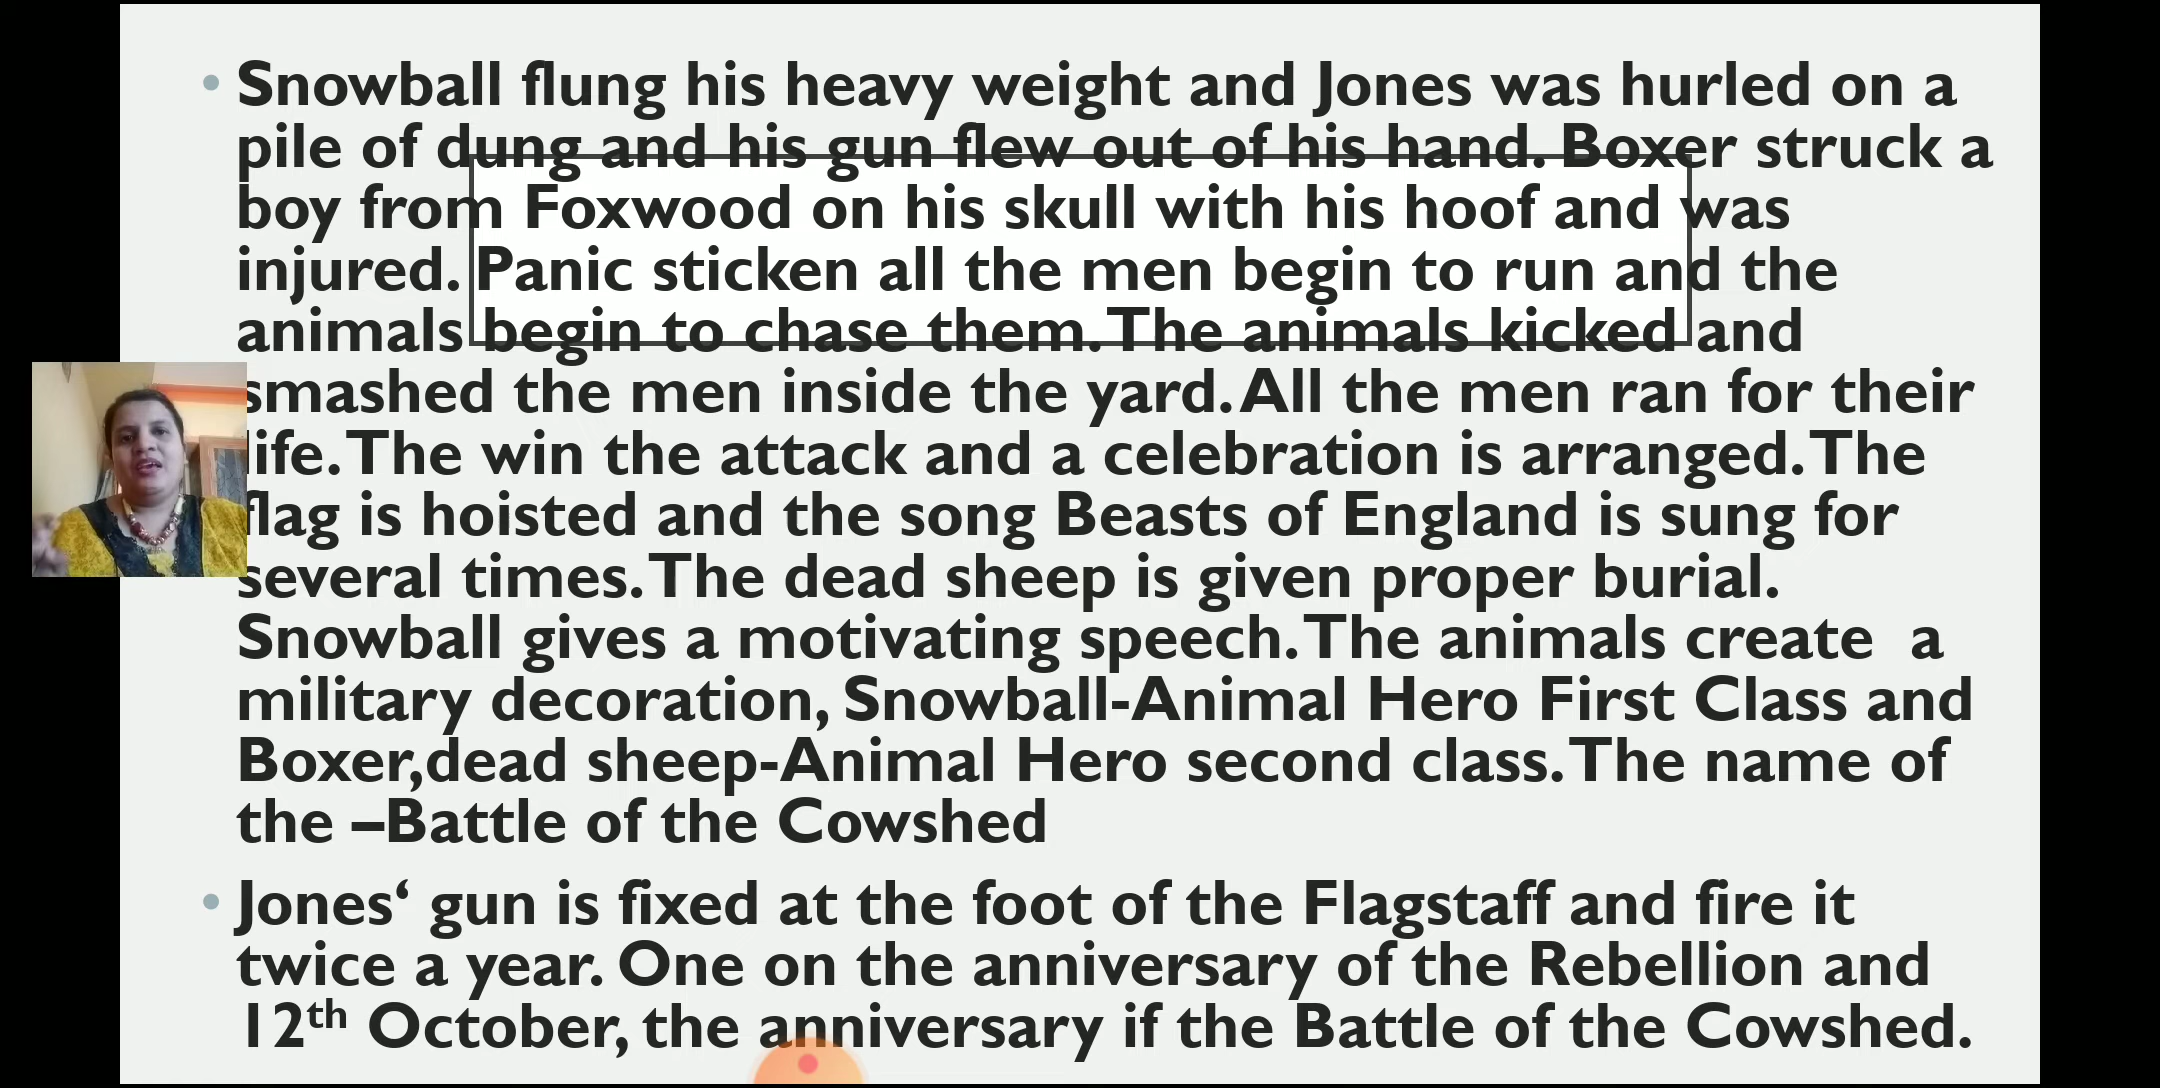 Snowball flung his heavy weight and Jones was hurled on a
pile of dung and his gun flew out of his hand. Boxer struck a
boy from Foxwood on his skull with his hoof and was
injured. Panic sticken all the men begin to run and the
animals begin to chase them. The animals kicked and
smashed the men inside the yard. All the men ran for their
life. The win the attack and a celebration is arranged. The
flag is hoisted and the song Beasts of England is sung for
several times. The dead sheep is given proper burial.
Snowball gives a motivating speech. The animals create  a
military decoration, Snowball-Animal Hero First Class and
Boxer,dead sheep-Animal Hero second class. The name of
the –Battle of the Cowshed
Jones‘ gun is fixed at the foot of the Flagstaff and fire it
twice a year. One on the anniversary of the Rebellion and
12th October, the anniversary if the Battle of the Cowshed.